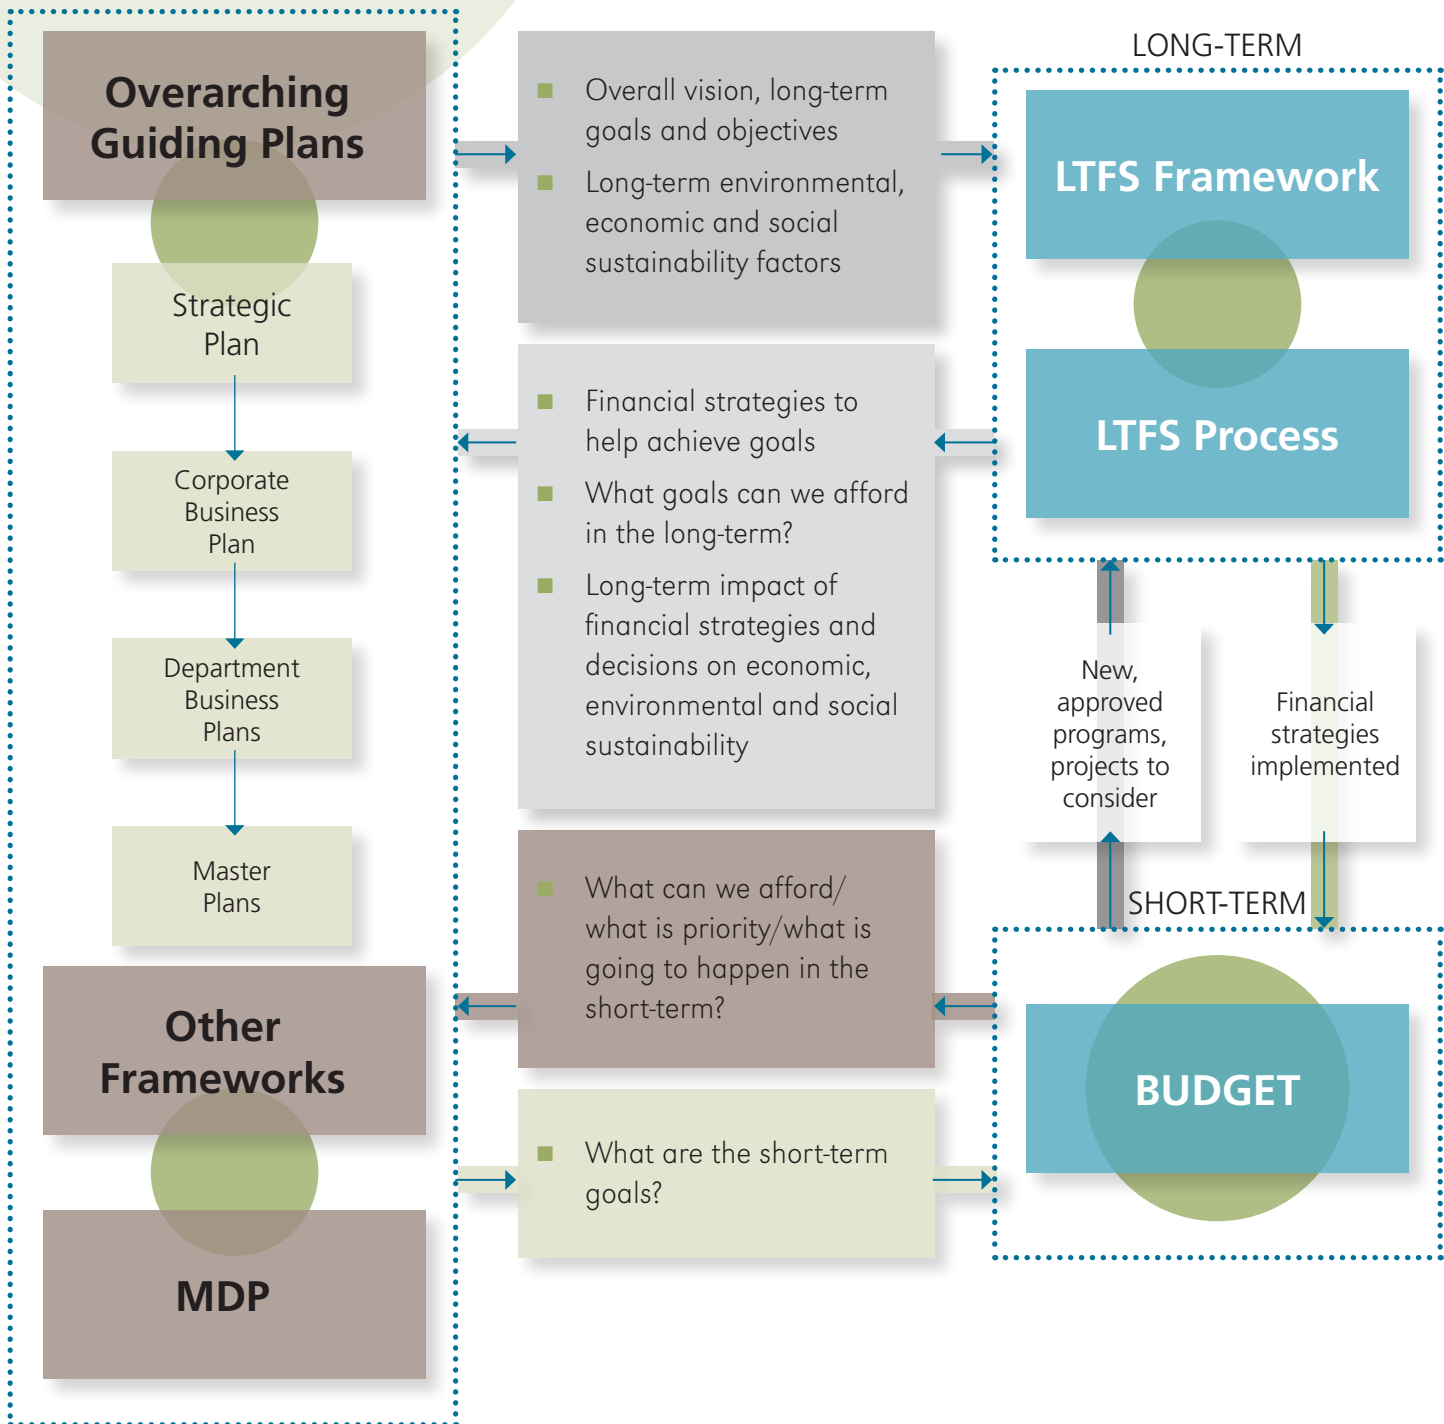 Overarching
Guiding Plans
Strategic
Plan
Corporate
Business
Plan
Department
Business
Plans
Master
Plans
Other
Frameworks
MDP
Overall vision, long-term
goals and objectives
Long-term environmental,
economic and social
sustainability factors
Financial strategies to
help achieve goals
What goals can we afford
in the long-term?
Long-term impact of
financial strategies and
decisions on economic,
environmental and social
sustainability
What can we afford/
what is priority/what is
going to happen in the
short-term?
What are the short-term
goals?
LONG-TERM
LTFS Framework
LTFS Process
New,
approved
programs,
projects to
consider
Financial
strategies
implemented
SHORT-TERM
BUDGET